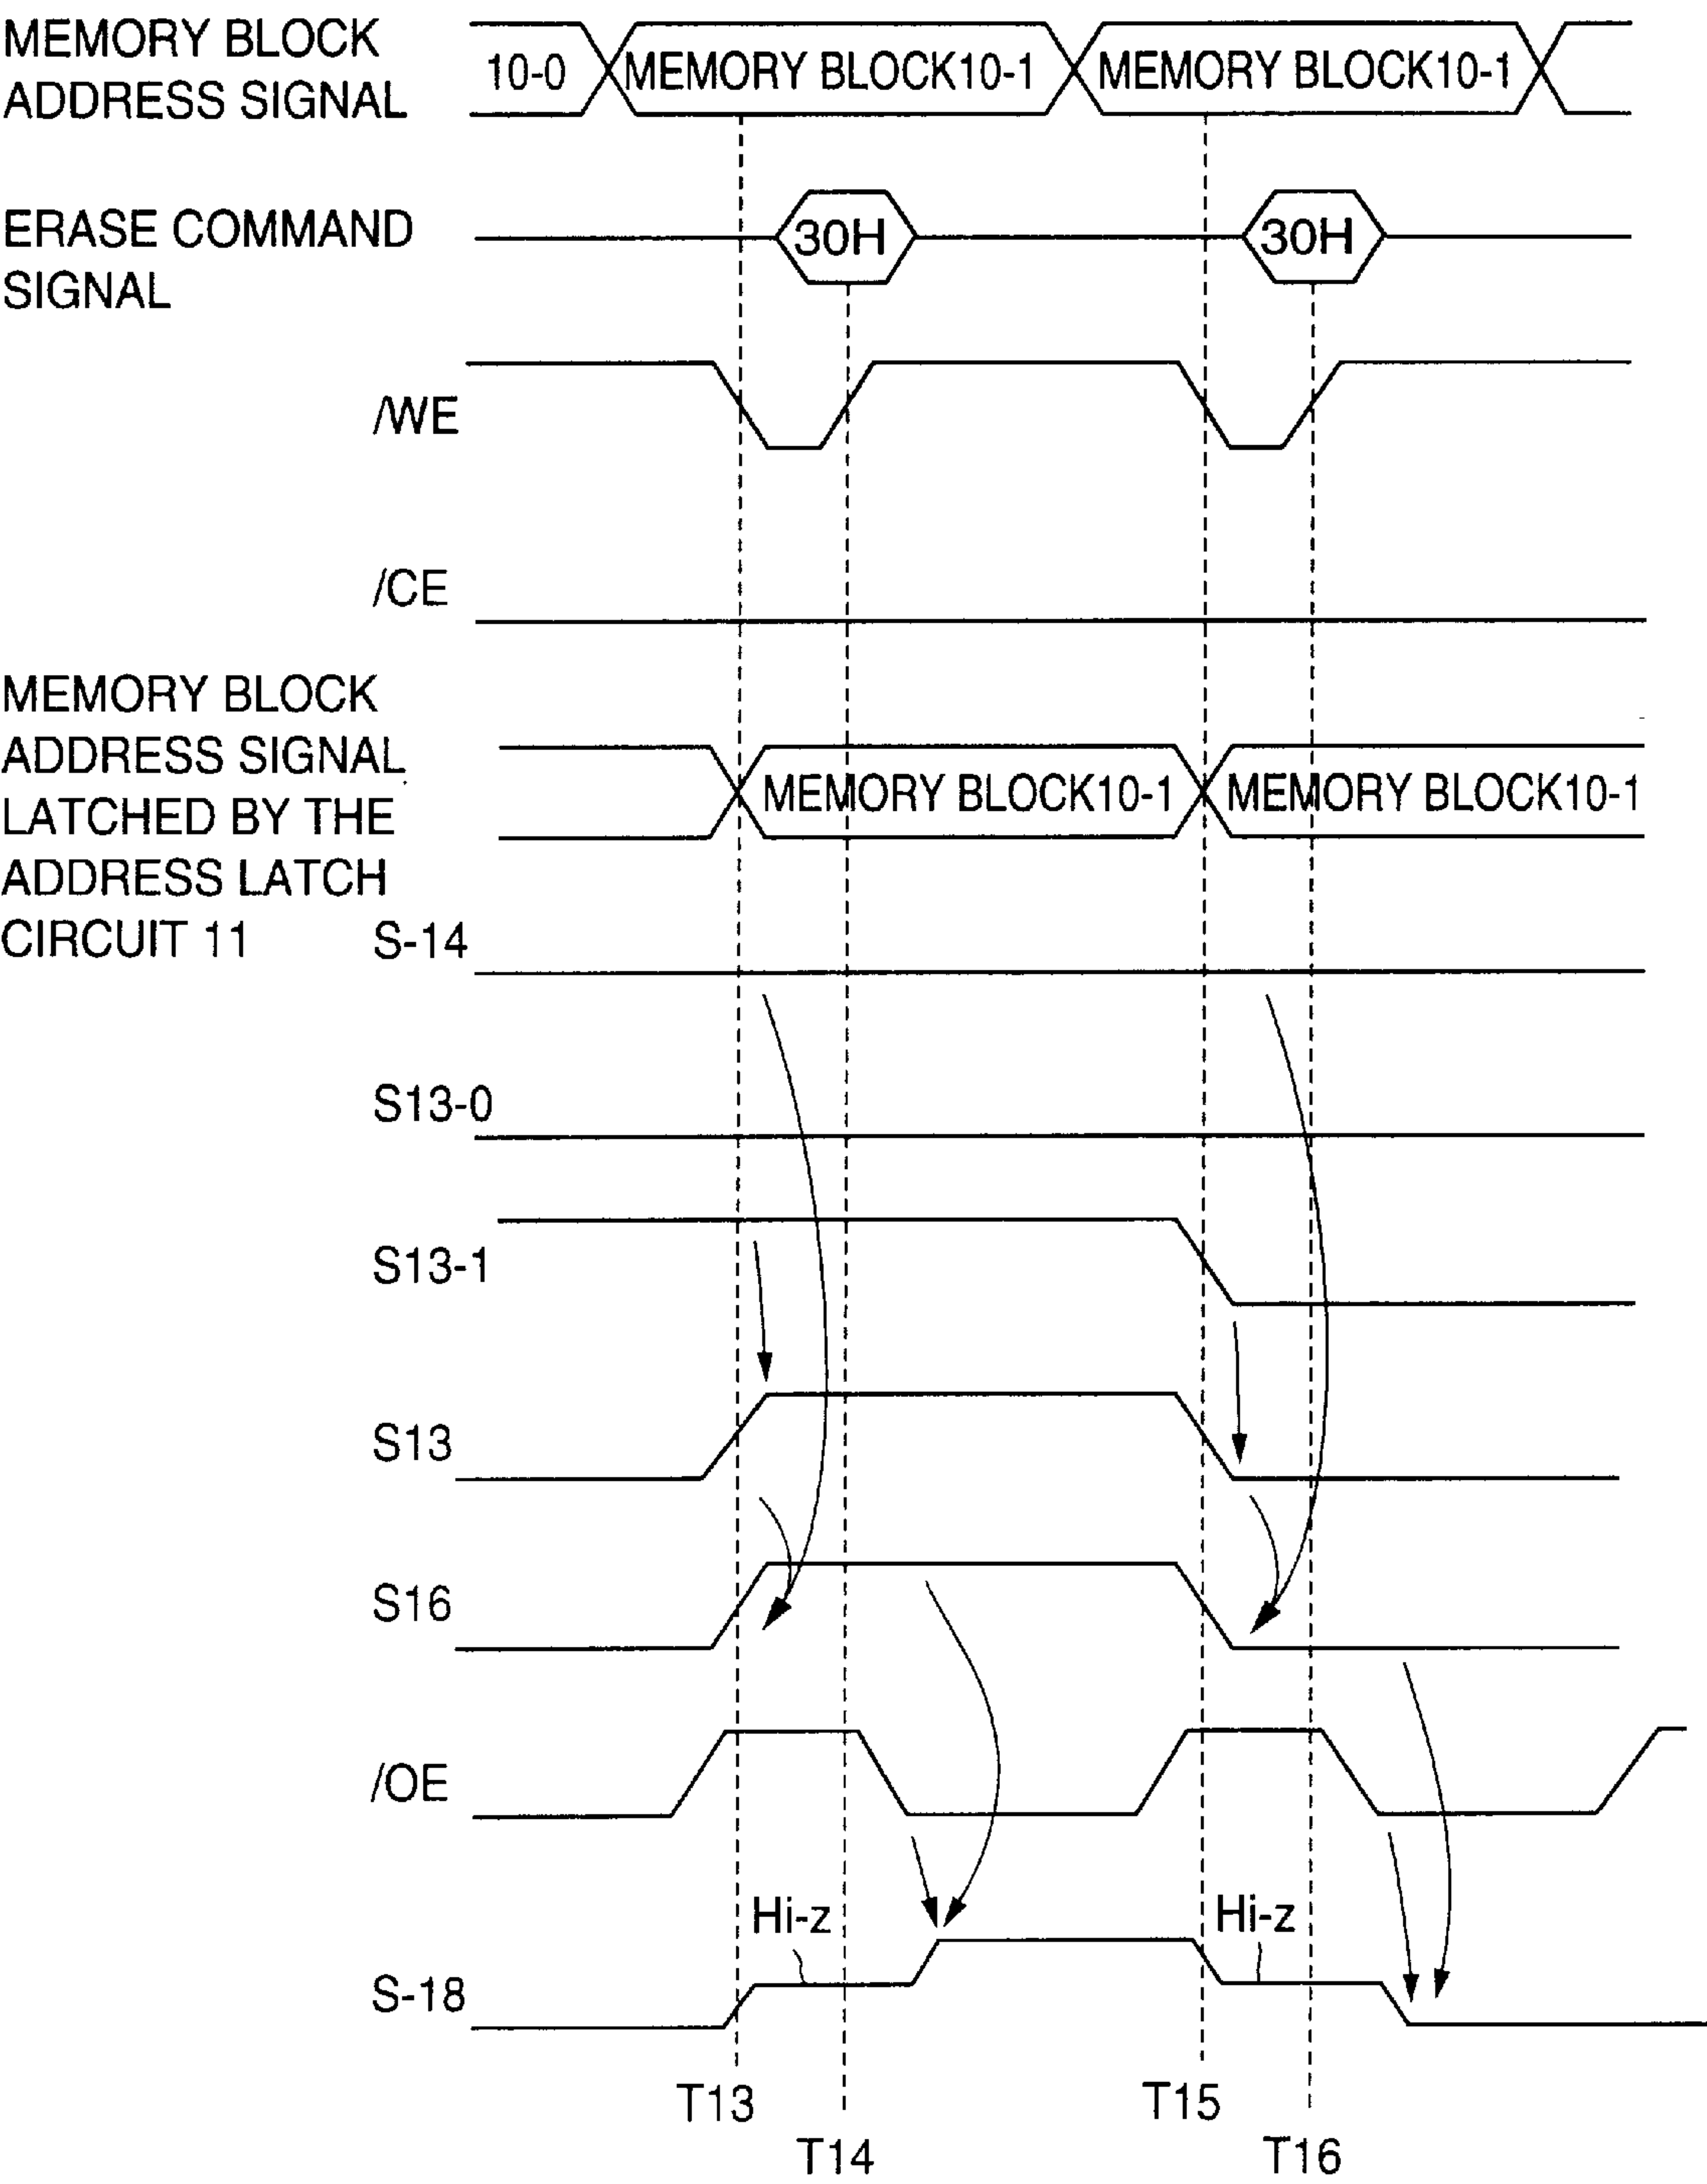 MEMORY BLOCK
ADDRESS SIGNAL
10-0
MEMORY BLOCK10-1
MEMORY BLOCK10-1
ERASE COMMAND
SIGNAL
30H
30H
/WE
/CE
MEMORY BLOCK
ADDRESS SIGNAL
LATCHED BY THE
ADDRESS LATCH
CIRCUIT 11
MEMORY BLOCK10-1
MEMORY BLOCK10-1
S-14
S13-0
S13-1
S13
S16
/OE
Hi-z
Hi-z
S-18
T13
T15
T14
T16